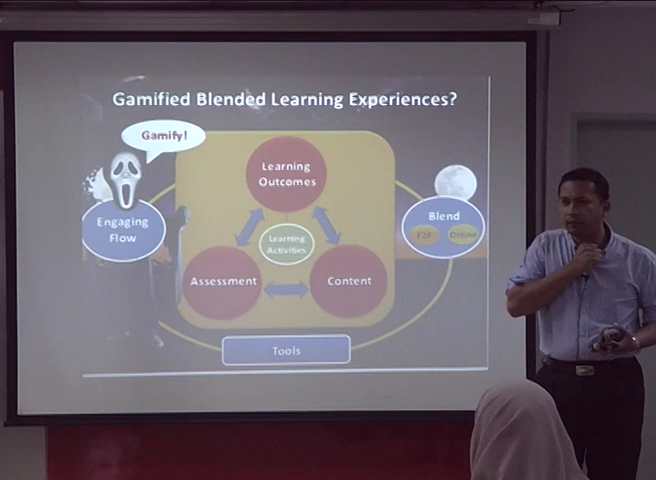 Gamified Blended Learning Experiences?
Gamify!
Learning
Outcomes
Engaging
Flow
Blend
F2F
Online
Learning
Activities
Assessment
Content
Tools